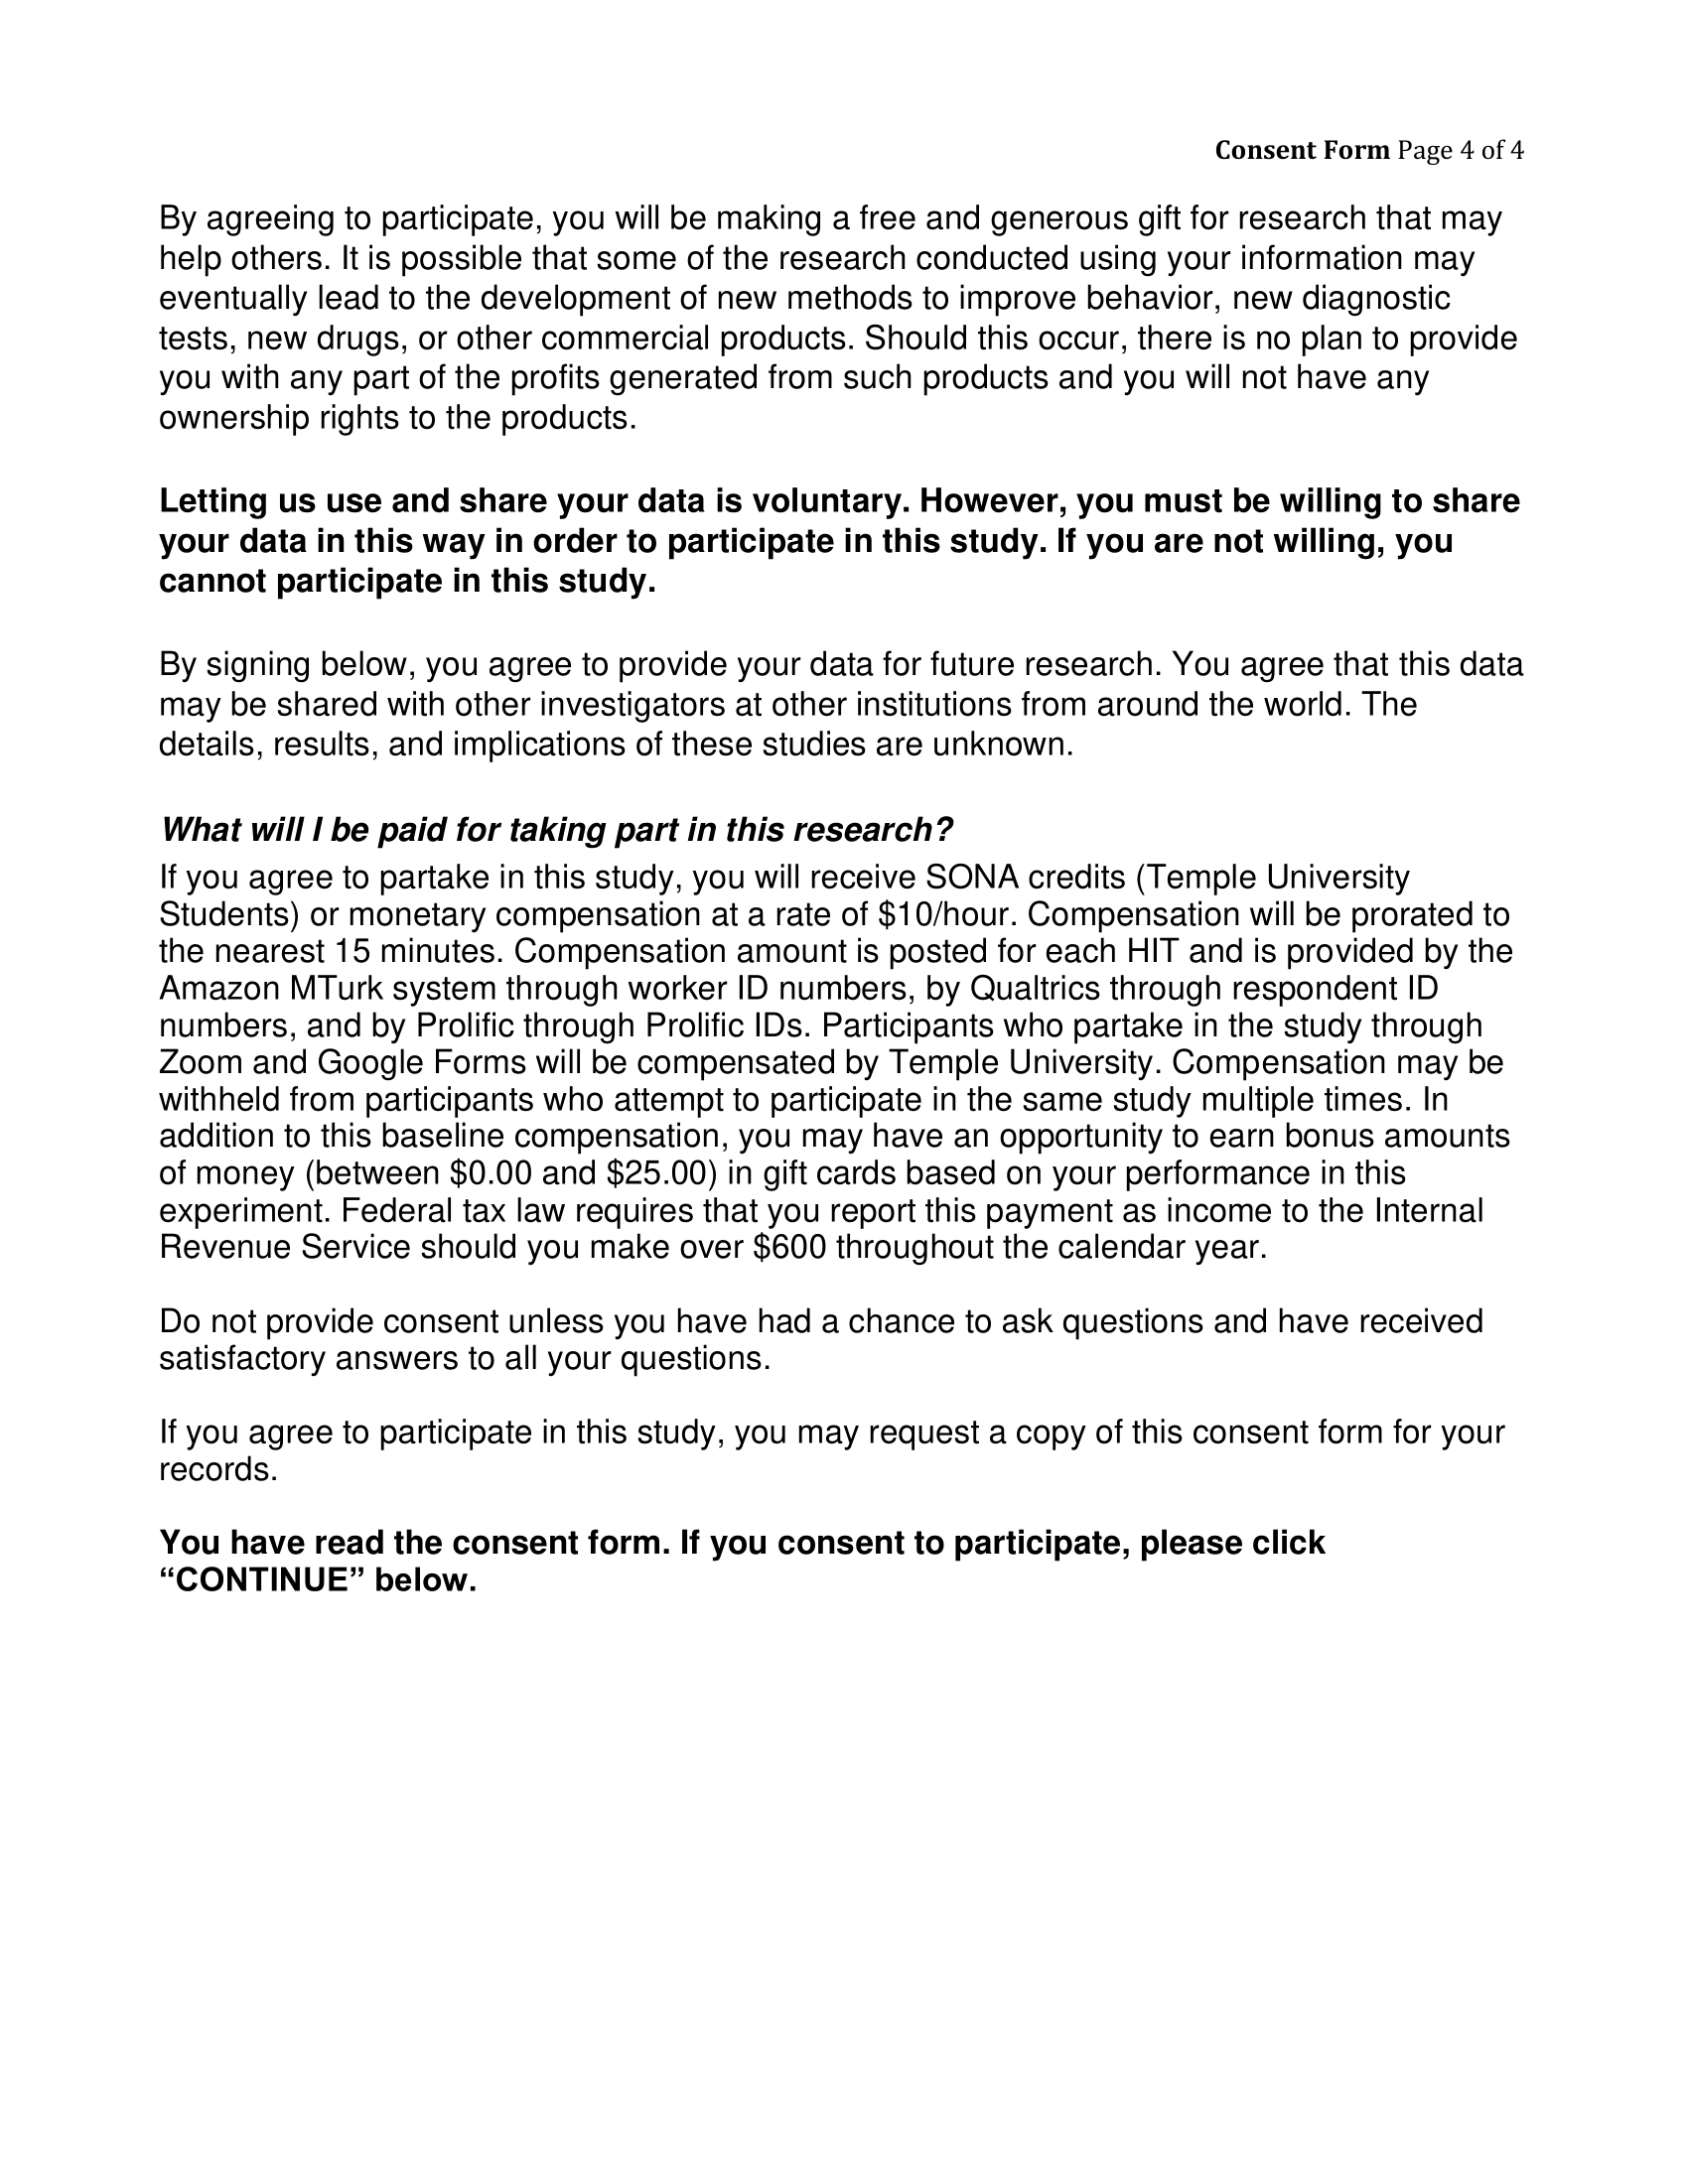 Consent Form Page 4 of 4
By agreeing to participate, you will be making a free and generous gift for research that may
help others. It is possible that some of the research conducted using your information may
eventually lead to the development of new methods to improve behavior, new diagnostic
tests, new drugs, or other commercial products. Should this occur, there is no plan to provide
you with any part of the profits generated from such products and you will not have any
ownership rights to the products.
Letting us use and share your data is voluntary. However, you must be willing to share
your data in this way in order to participate in this study. If you are not willing, you
cannot participate in this study.
By signing below, you agree to provide your data for future research. You agree that this data
may be shared with other investigators at other institutions from around the world. The
details, results, and implications of these studies are unknown.
What will I be paid for taking part in this research?
If you agree to partake in this study, you will receive SONA credits (Temple University
Students) or monetary compensation at a rate of $10/hour. Compensation will be prorated to
the nearest 15 minutes. Compensation amount is posted for each HIT and is provided by the
Amazon MTurk system through worker ID numbers, by Qualtrics through respondent ID
numbers, and by Prolific through Prolific IDs. Participants who partake in the study through
Zoom and Google Forms will be compensated by Temple University. Compensation may be
withheld from participants who attempt to participate in the same study multiple times. In
addition to this baseline compensation, you may have an opportunity to earn bonus amounts
of money (between $0.00 and $25.00) in gift cards based on your performance in this
experiment. Federal tax law requires that you report this payment as income to the Internal
Revenue Service should you make over $600 throughout the calendar year.
Do not provide consent unless you have had a chance to ask questions and have received
satisfactory answers to all your questions.
If you agree to participate in this study, you may request a copy of this consent form for your
records.
You have read the consent form. If you consent to participate, please click
“CONTINUE” below.